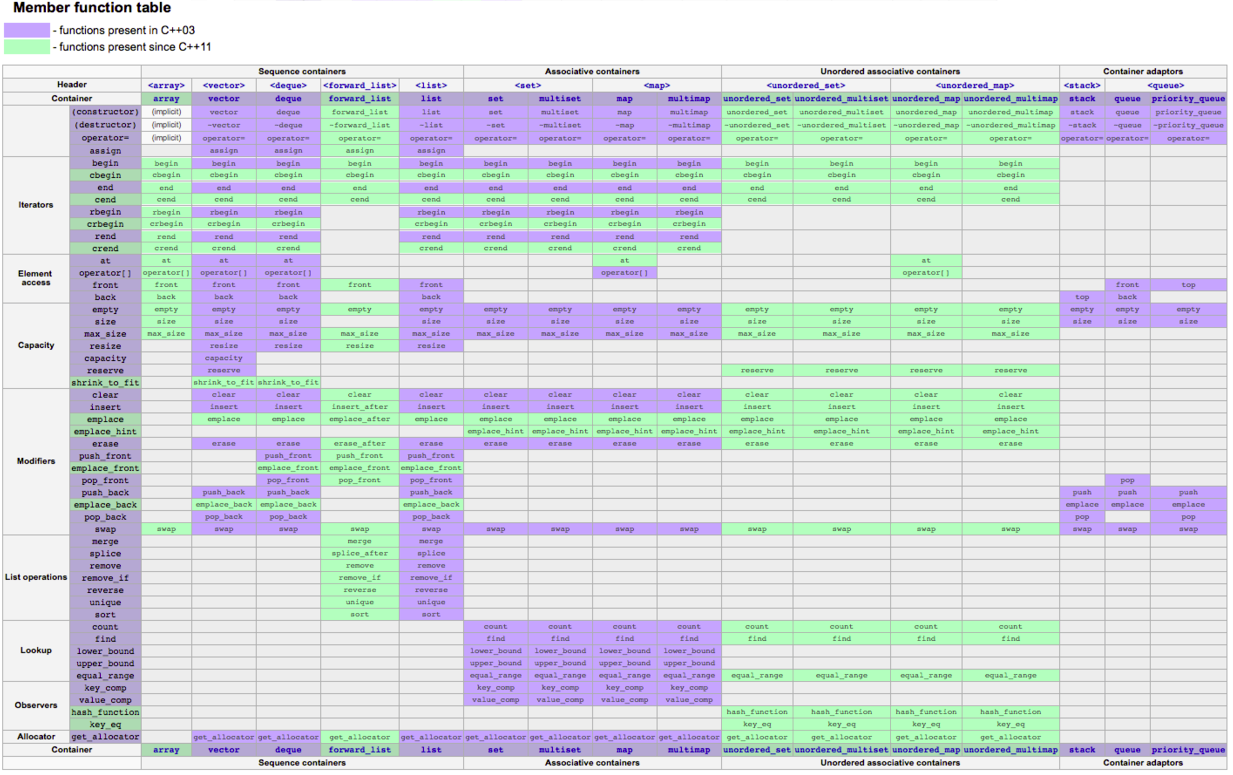 Member function table
- functions present in C++03
- functions present since C++11
Sequence containers Associative containers Unordered associative containers Container adaptors
Header <array> <vector> <deque> <forward_list> <list> <set> <map> <unordered_set> <unordered_map> <stack> <queue>
Container array vector deque forward_list list set multiset map multimap unordered_set unordered_multiset unordered_map unordered_multimap stack queue priority_queue
(constructor) (implicit) vector deque forward_list list set multiset map multimap unordered_set unordered_multiset unordered_map unordered_multimap stack queue priority_queue
(destructor) (implicit) ~vector ~deque ~forward_list ~list ~set ~multiset ~map ~multimap ~unordered_set ~unordered_multiset ~unordered_map ~unordered_multimap ~stack ~queue ~priority_queue
operator= (implicit) operator= operator= operator= operator= operator= operator= operator= operator= operator= operator= operator= operator= operator= operator= operator=
assign assign assign assign assign
Iterators
begin begin begin begin begin begin begin begin begin begin begin begin begin begin
cbegin cbegin cbegin cbegin cbegin cbegin cbegin cbegin cbegin cbegin cbegin cbegin cbegin cbegin
end end end end end end end end end end end end end end
cend cend cend cend cend cend cend cend cend cend cend cend cend cend
rbegin rbegin rbegin rbegin rbegin rbegin rbegin rbegin rbegin
crbegin crbegin crbegin crbegin crbegin crbegin crbegin crbegin crbegin
rend rend rend rend rend rend rend rend rend
crend crend crend crend crend crend crend crend crend
Element
access
at at at at at at
operator[] operator[] operator[] operator[] operator[] operator[]
front front front front front front front top
back back back back back top back
Capacity
empty empty empty empty empty empty empty empty empty empty empty empty empty empty empty empty empty
size size size size size size size size size size size size size size size size
max_size max_size max_size max_size max_size max_size max_size max_size max_size max_size max_size max_size max_size max_size
resize resize resize resize resize
capacity capacity
reserve reserve reserve reserve reserve reserve
shrink_to_fit shrink_to_fit shrink_to_fit
Modifiers
clear clear clear clear clear clear clear clear clear clear clear clear clear
insert insert insert insert_after insert insert insert insert insert insert insert insert insert
emplace emplace emplace emplace_after emplace emplace emplace emplace emplace emplace emplace emplace emplace
emplace_hint emplace_hint emplace_hint emplace_hint emplace_hint emplace_hint emplace_hint emplace_hint emplace_hint
erase erase erase erase_after erase erase erase erase erase erase erase erase erase
push_front push_front push_front push_front
emplace_front emplace_front emplace_front emplace_front
pop_front pop_front pop_front pop_front pop
push_back push_back push_back push_back push push push
emplace_back emplace_back emplace_back emplace_back emplace emplace emplace
pop_back pop_back pop_back pop_back pop pop
swap swap swap swap swap swap swap swap swap swap swap swap swap swap swap swap swap
List operations
merge merge merge
splice splice_after splice
remove remove remove
remove_if remove_if remove_if
reverse reverse reverse
unique unique unique
sort sort sort
Lookup
count count count count count count count count count
find find find find find find find find find
lower_bound lower_bound lower_bound lower_bound lower_bound
upper_bound upper_bound upper_bound upper_bound upper_bound
equal_range equal_range equal_range equal_range equal_range equal_range equal_range equal_range equal_range
Observers
key_comp key_comp key_comp key_comp key_comp
value_comp value_comp value_comp value_comp value_comp
hash_function hash_function hash_function hash_function hash_function
key_eq key_eq key_eq key_eq key_eq
Allocator get_allocator get_allocator get_allocator get_allocator get_allocator get_allocator get_allocator get_allocator get_allocator get_allocator get_allocator get_allocator get_allocator
Container array vector deque forward_list list set multiset map multimap unordered_set unordered_multiset unordered_map unordered_multimap stack queue priority_queue
Sequence containers Associative containers Unordered associative containers Container adaptors